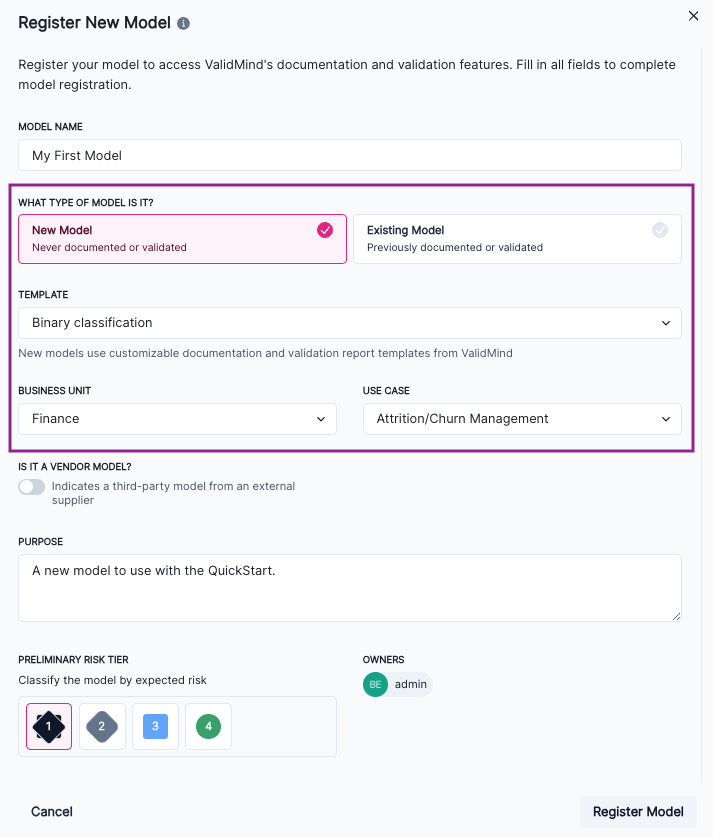 Register New Model
Register your model to access ValidMind's documentation and validation features. Fill in all fields to complete
model registration.
MODEL NAME
My First Model
WHAT TYPE OF MODEL IS IT?
New Model
Never documented or validated
Existing Model
Previously documented or validated
TEMPLATE
Binary classification
New models use customizable documentation and validation report templates from ValidMind
BUSINESS UNIT
Finance
USE CASE
Attrition/Churn Management
IS IT A VENDOR MODEL?
Indicates a third-party model from an external
supplier
PURPOSE
A new model to use with the QuickStart.
PRELIMINARY RISK TIER
Classify the model by expected risk
1 2 3 4
OWNERS
BE admin
Cancel
Register Model